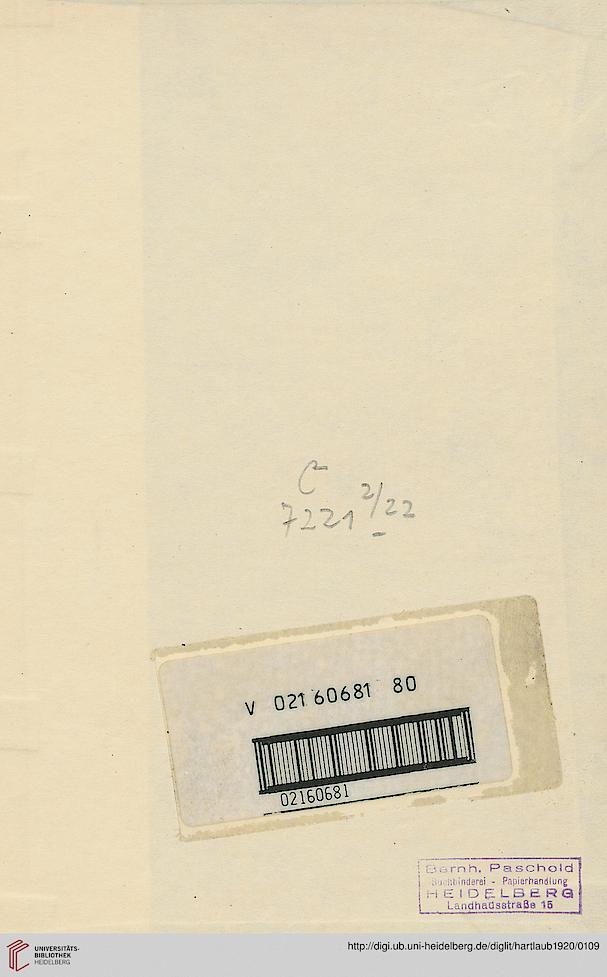 C
7221 2/22
V 02160681 80
02160681
Bernh. Paschold
Buchbinderei - Papierhandlung
HEIDELBERG
Landhausstraße 15
UNIVERSITÄTS-
BIBLIOTHEK
HEIDELBERG
http://digi.ub.uni-heidelberg.de/diglit/hartlaub1920/0109